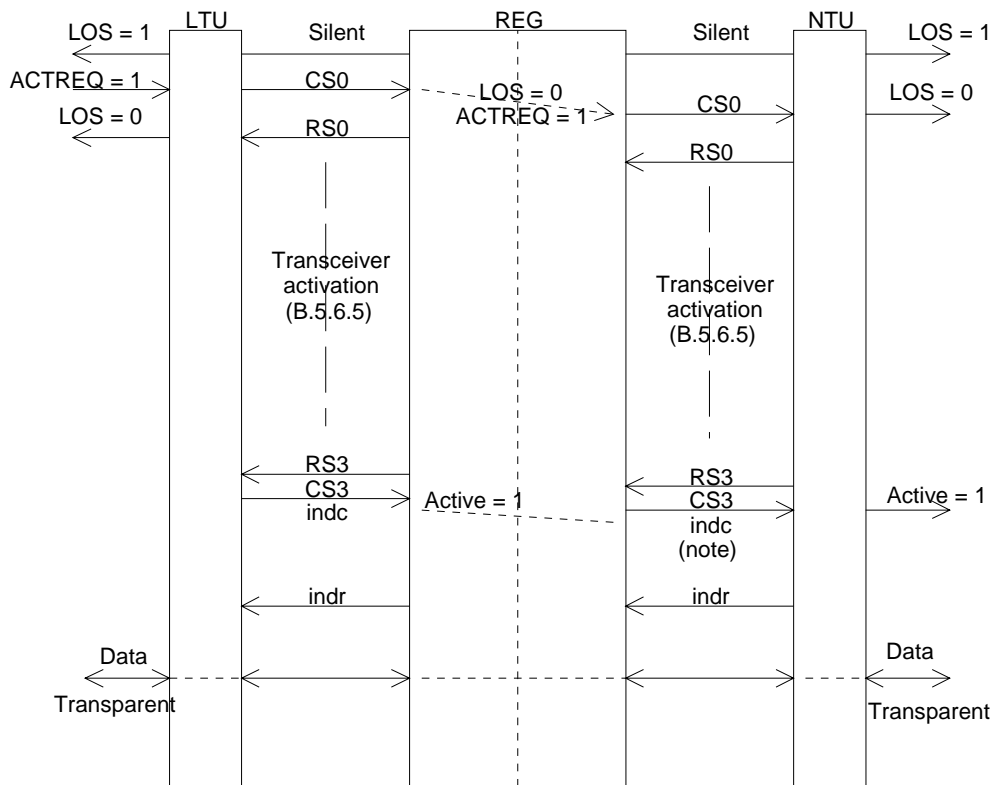 LTU
REG
NTU
LOS = 1
Silent
Silent
LOS = 1
ACTREQ = 1
CS0
LOS = 0
ACTREQ = 1
CS0
LOS = 0
LOS = 0
RS0
RS0
Transceiver
activation
(B.5.6.5)
Transceiver
activation
(B.5.6.5)
RS3
CS3
indc
Active = 1
RS3
CS3
indc
(note)
Active = 1
indr
indr
Data
Transparent
Data
Transparent